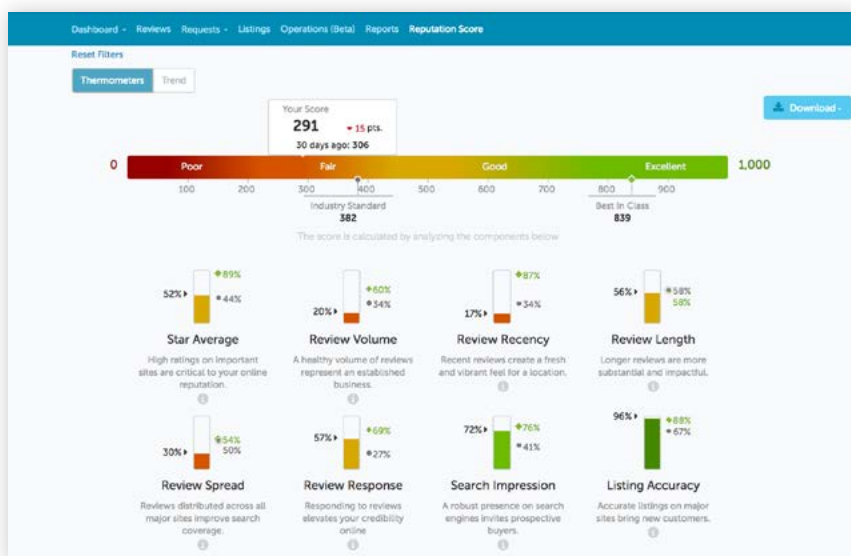 Dashboard - Reviews Requests - Listings Operations (Beta) Reports Reputation Score
Reset Filters
Thermometers Trend
Download -
Your Score
291 15 pts.
30 days ago: 306
0 Poor Fair Good Excellent 1,000
100 200 300 400 500 600 700 800 900
Industry Standard
382
Best In Class
839
The score is calculated by analyzing the components below
52% 89% 44%
Star Average
High ratings on important
sites are critical to your online
reputation.
20% 60% 34%
Review Volume
A healthy volume of reviews
represent an established
business.
17% 87% 34%
Review Recency
Recent reviews create a fresh
and vibrant feel for a location.
56% 58% 58%
Review Length
Longer reviews are more
substantial and impactful.
30% 54% 50%
Review Spread
Reviews distributed across all
major sites improve search
coverage.
57% 69% 27%
Review Response
Responding to reviews
elevates your credibility
online
72% 76% 41%
Search Impression
A robust presence on search
engines invites prospective
buyers.
96% 88% 67%
Listing Accuracy
Accurate listings on major
sites bring new customers.